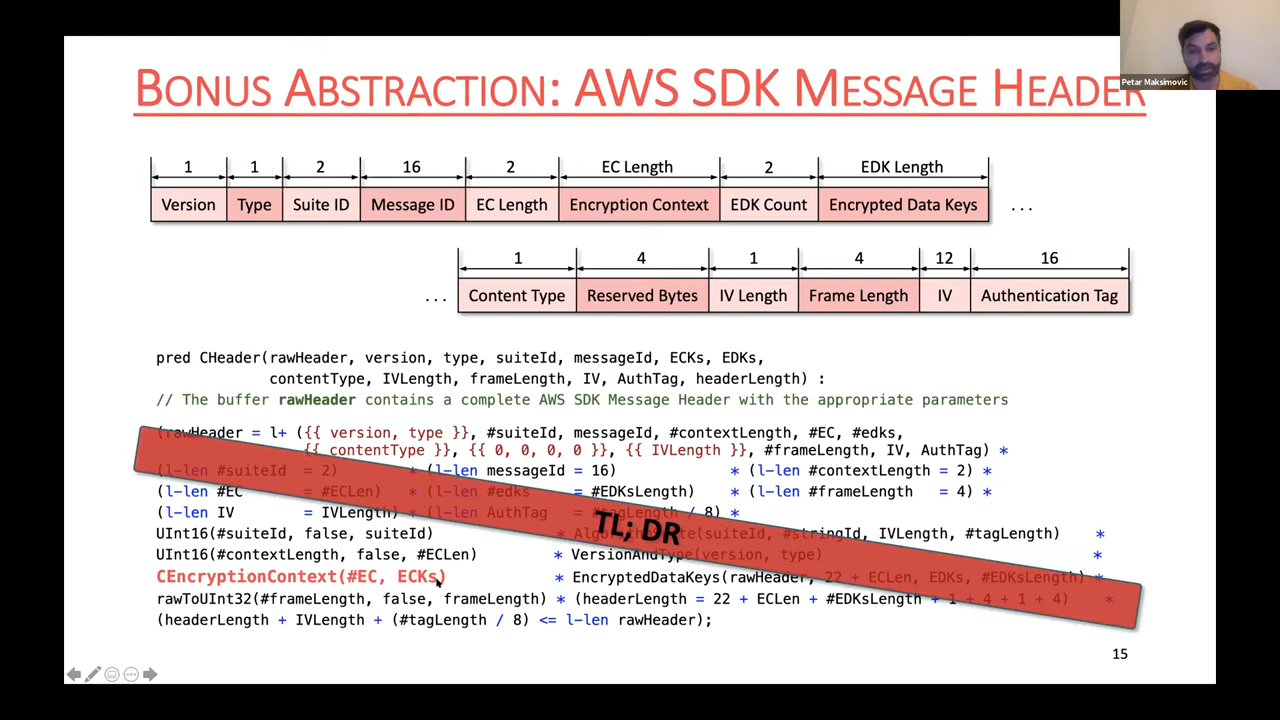 Petar Maksimovic
BONUS ABSTRACTION: AWS SDK MESSAGE HEADER
1 1 2 16 2 EC Length 2 EDK Length
Version Type Suite ID Message ID EC Length Encryption Context EDK Count Encrypted Data Keys ...
1 4 1 4 12 16
... Content Type Reserved Bytes IV Length Frame Length IV Authentication Tag
pred CHeader(rawHeader, version, type, suiteId, messageId, ECKs, EDKs,
contentType, IVLength, frameLength, IV, AuthTag, headerLength) :
// The buffer rawHeader contains a complete AWS SDK Message Header with the appropriate parameters
(rawHeader = l+ ({{ version, type }}, #suiteId, messageId, #contextLength, #EC, #edks,
{{ contentType }}, {{ 0, 0, 0, 0 }}, {{ IVLength }}, #frameLength, IV, AuthTag) *
(l-len #suiteId = 2) * (l-len messageId = 16) * (l-len #contextLength = 2) *
(l-len #EC = #ECLen) * (l-len #edks = #EDKsLength) * (l-len #frameLength = 4) *
(l-len IV = IVLength) * (l-len AuthTag = #tagLength / 8) *
UInt16(#suiteId, false, suiteId) * (suiteId, #stringId, IVLength, #tagLength) *
UInt16(#contextLength, false, #ECLen) * VersionAndType(version, type) *
CEncryptionContext(#EC, ECKs) * EncryptedDataKeys(rawHeader, 22 + ECLen, EDKs, #EDKsLength) *
rawToUInt32(#frameLength, false, frameLength) * (headerLength = 22 + ECLen + #EDKsLength + 1 + 4 + 1 + 4) *
(headerLength + IVLength + (#tagLength / 8) <= l-len rawHeader);
TL; DR
15